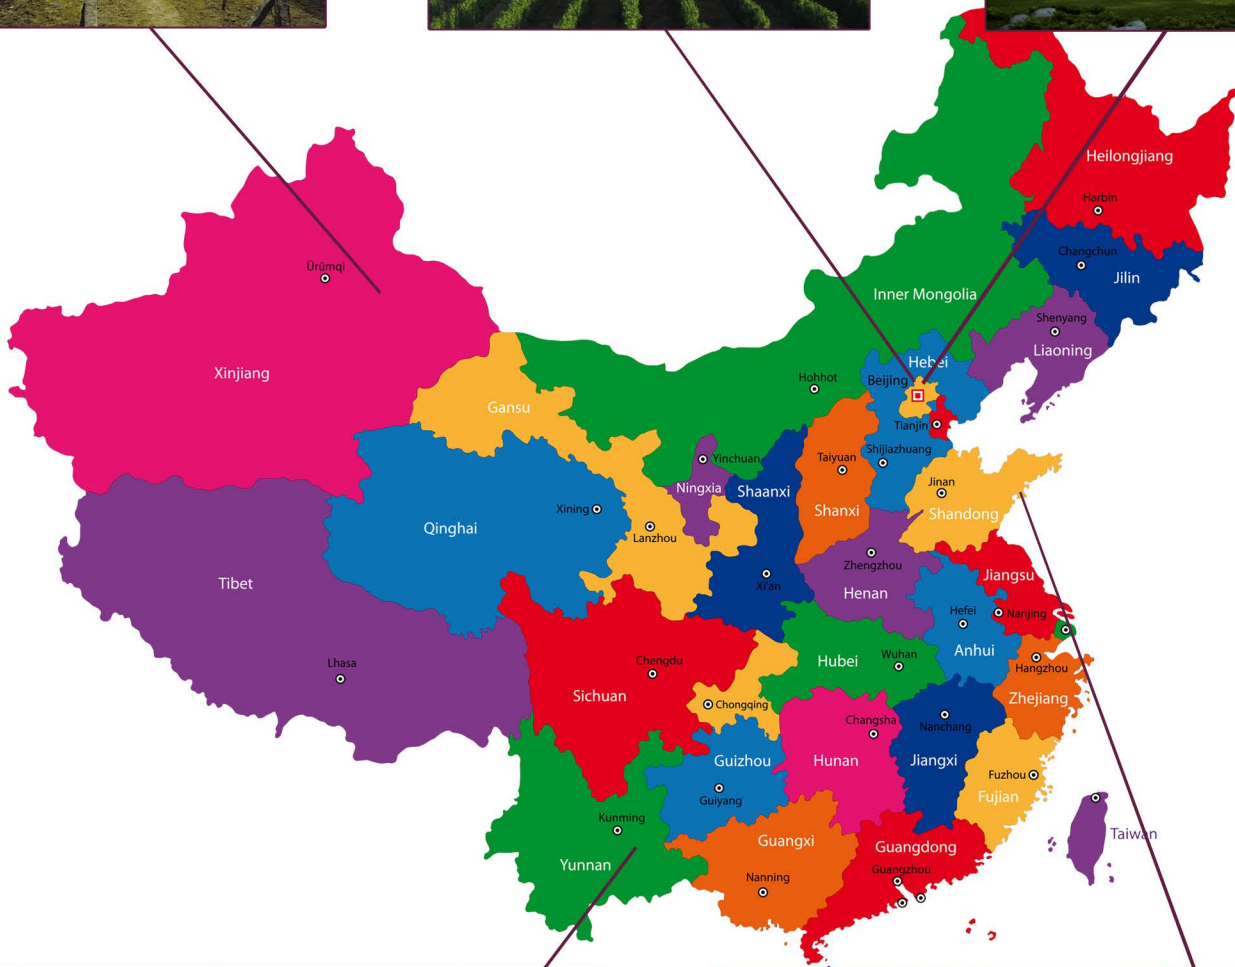 Heilongjiang
Harbin
Changchun
Jilin
Ürümqi
Inner Mongolia
Shenyang
Liaoning
Xinjiang
Hohhot
Hebei
Beijing
Gansu
Tianjin
Shijiazhuang
Taiyuan
Yinchuan
Ningxia
Shaanxi
Jinan
Shandong
Shanxi
Xining
Qinghai
Lanzhou
Zhengzhou
Henan
Xi'an
Jiangsu
Tibet
Hefei
Nanjing
Anhui
Wuhan
Hubei
Hangzhou
Lhasa
Chengdu
Sichuan
Zhejiang
Chongqing
Changsha
Nanchang
Guizhou
Hunan
Jiangxi
Fuzhou
Fujian
Guiyang
Kunming
Taiwan
Guangxi
Guangdong
Yunnan
Guangzhou
Nanning